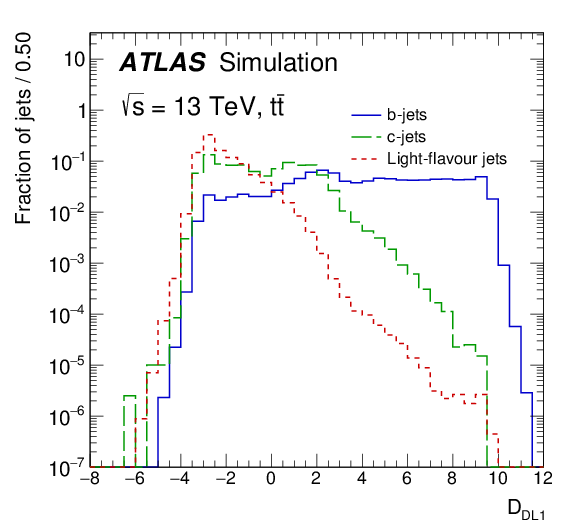 Fraction of jets / 0.50
10
1
10⁻¹
10⁻²
10⁻³
10⁻⁴
10⁻⁵
10⁻⁶
10⁻⁷
ATLAS Simulation
√s = 13 TeV, tt̄
b-jets
c-jets
Light-flavour jets
−8 −6 −4 −2 0 2 4 6 8 10 12
D_DL1